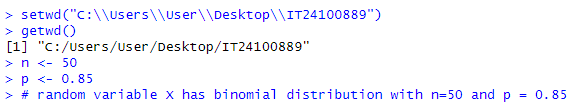 > setwd("C:\\Users\\User\\Desktop\\IT24100889")
> getwd()
[1] "C:/Users/User/Desktop/IT24100889"
> n <- 50
> p <- 0.85
> # random variable X has binomial distribution with n=50 and p = 0.85